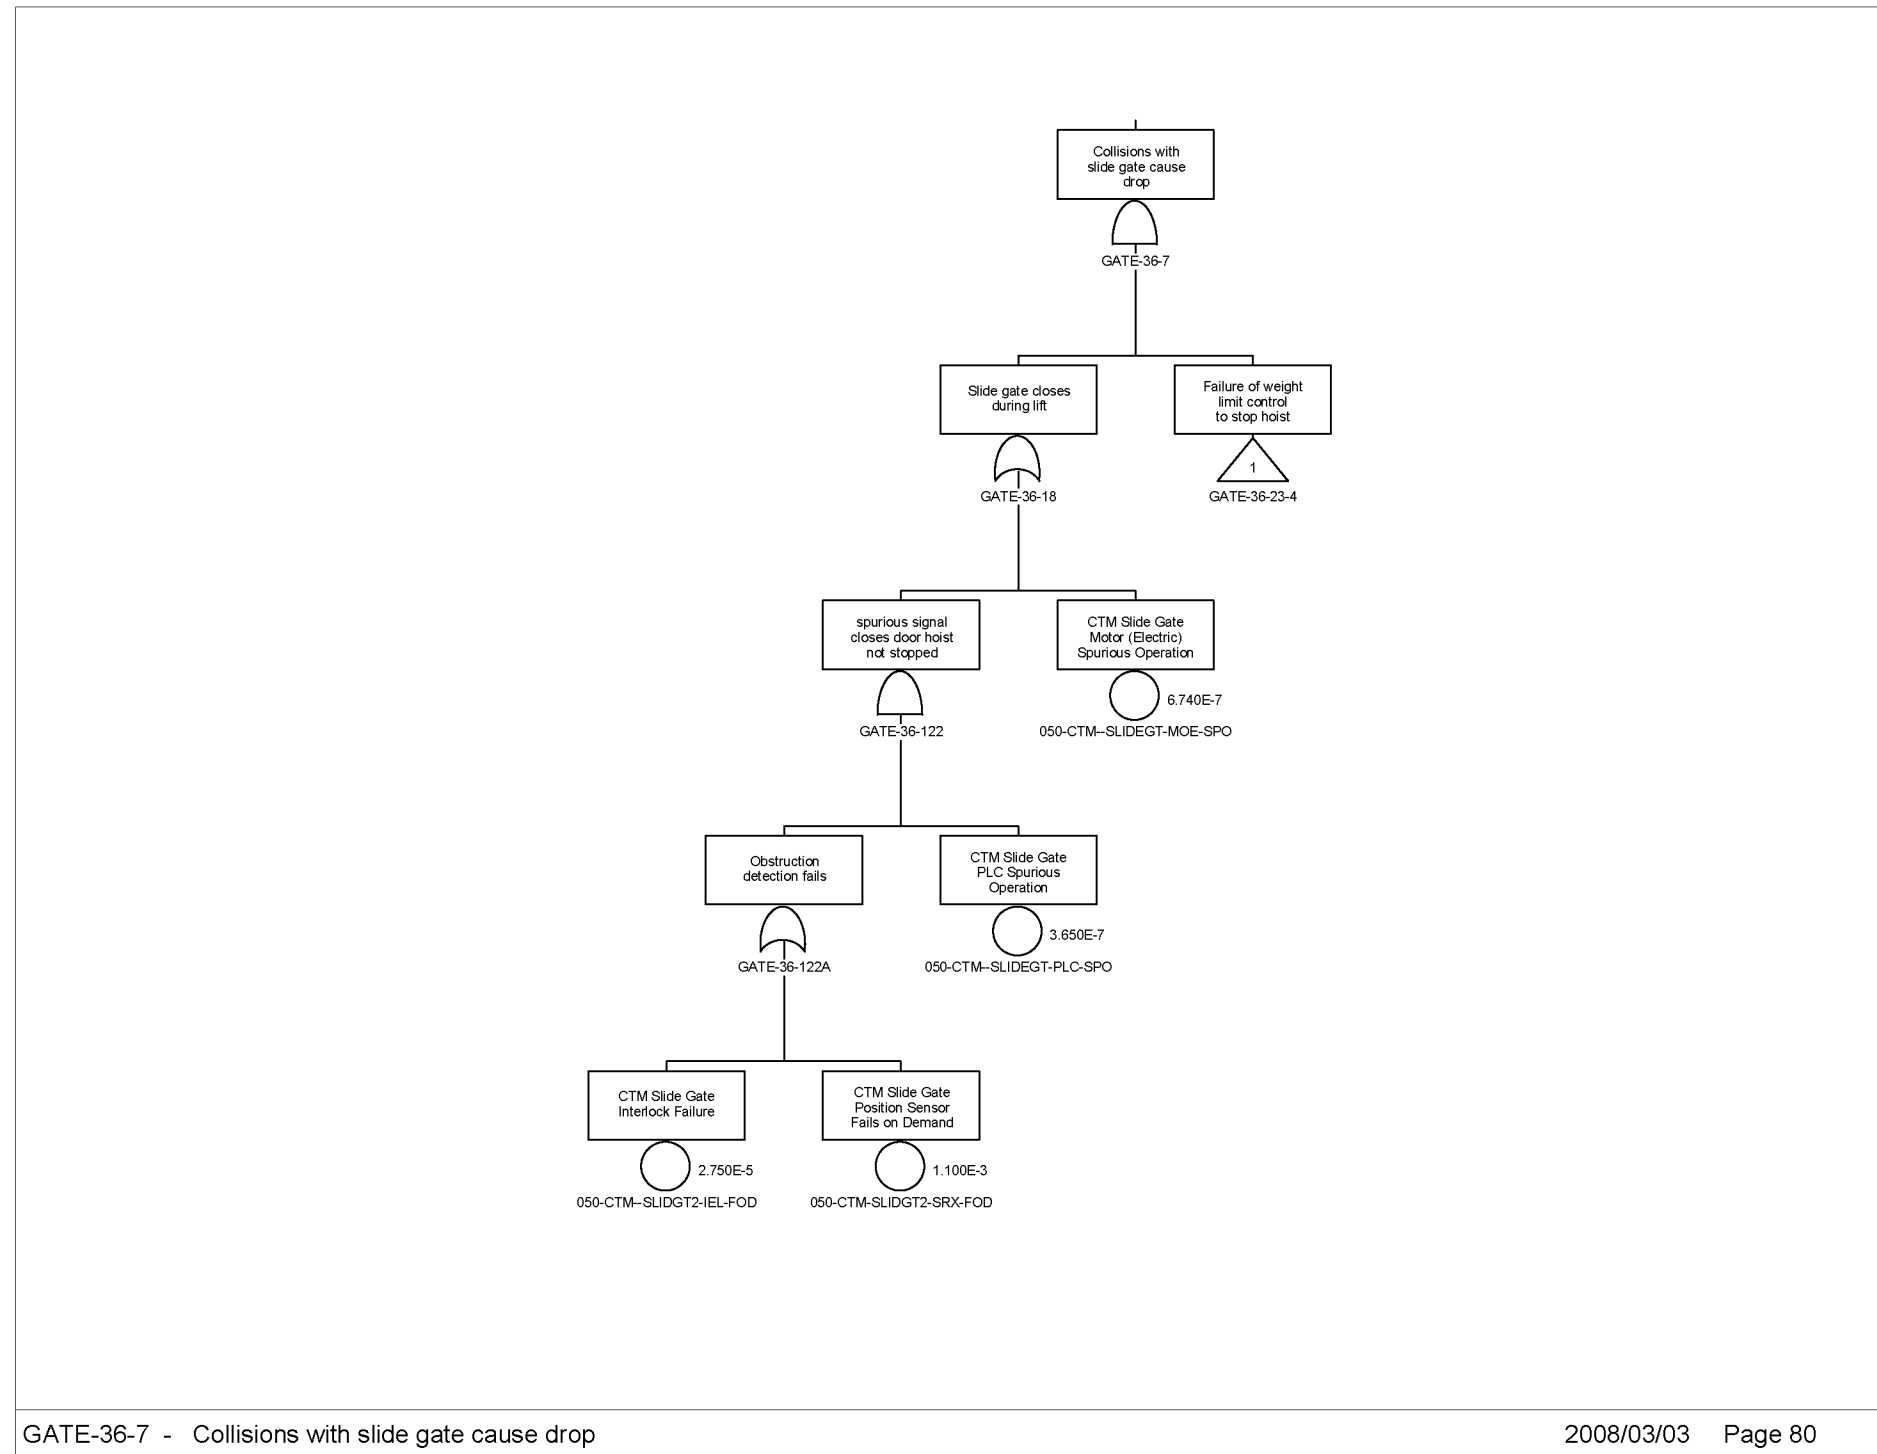 Collisions with
slide gate cause
drop
GATE-36-7
Slide gate closes
during lift
GATE-36-18
Failure of weight
limit control
to stop hoist
1
GATE-36-23-4
spurious signal
closes door hoist
not stopped
GATE-36-122
CTM Slide Gate
Motor (Electric)
Spurious Operation
6.740E-7
050-CTM--SLIDEGT-MOE-SPO
Obstruction
detection fails
GATE-36-122A
CTM Slide Gate
PLC Spurious
Operation
3.650E-7
050-CTM--SLIDEGT-PLC-SPO
CTM Slide Gate
Interlock Failure
2.750E-5
050-CTM--SLIDGT2-IEL-FOD
CTM Slide Gate
Position Sensor
Fails on Demand
1.100E-3
050-CTM-SLIDGT2-SRX-FOD
GATE-36-7 - Collisions with slide gate cause drop
2008/03/03 Page 80